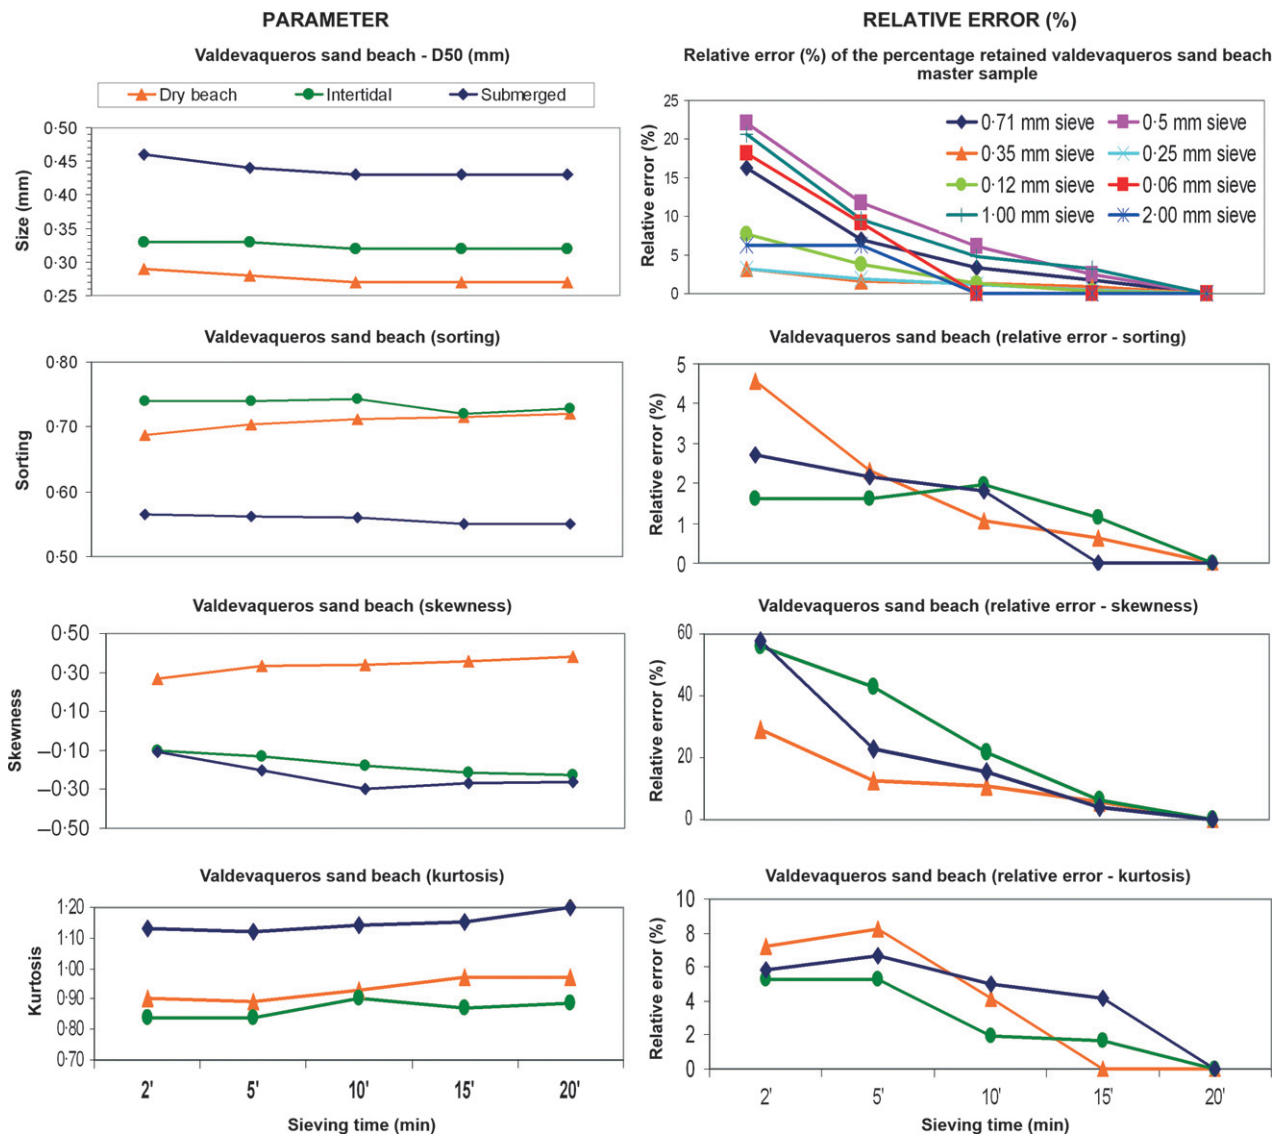 PARAMETER
Valdevaqueros sand beach - D50 (mm)
Dry beach Intertidal Submerged
Size (mm)
0·50
0·45
0·40
0·35
0·30
0·25
Valdevaqueros sand beach (sorting)
Sorting
0·80
0·70
0·60
0·50
Valdevaqueros sand beach (skewness)
Skewness
0·50
0·30
0·10
–0·10
–0·30
–0·50
Valdevaqueros sand beach (kurtosis)
Kurtosis
1·20
1·10
1·00
0·90
0·80
0·70
2' 5' 10' 15' 20'
Sieving time (min)
RELATIVE ERROR (%)
Relative error (%) of the percentage retained valdevaqueros sand beach
master sample
Relative error (%)
25
20
15
10
5
0
0·71 mm sieve 0·5 mm sieve
0·35 mm sieve 0·25 mm sieve
0·12 mm sieve 0·06 mm sieve
1·00 mm sieve 2·00 mm sieve
Valdevaqueros sand beach (relative error - sorting)
Relative error (%)
5
4
3
2
1
0
Valdevaqueros sand beach (relative error - skewness)
Relative error (%)
60
40
20
0
Valdevaqueros sand beach (relative error - kurtosis)
Relative error (%)
10
8
6
4
2
0
2' 5' 10' 15' 20'
Sieving time (min)